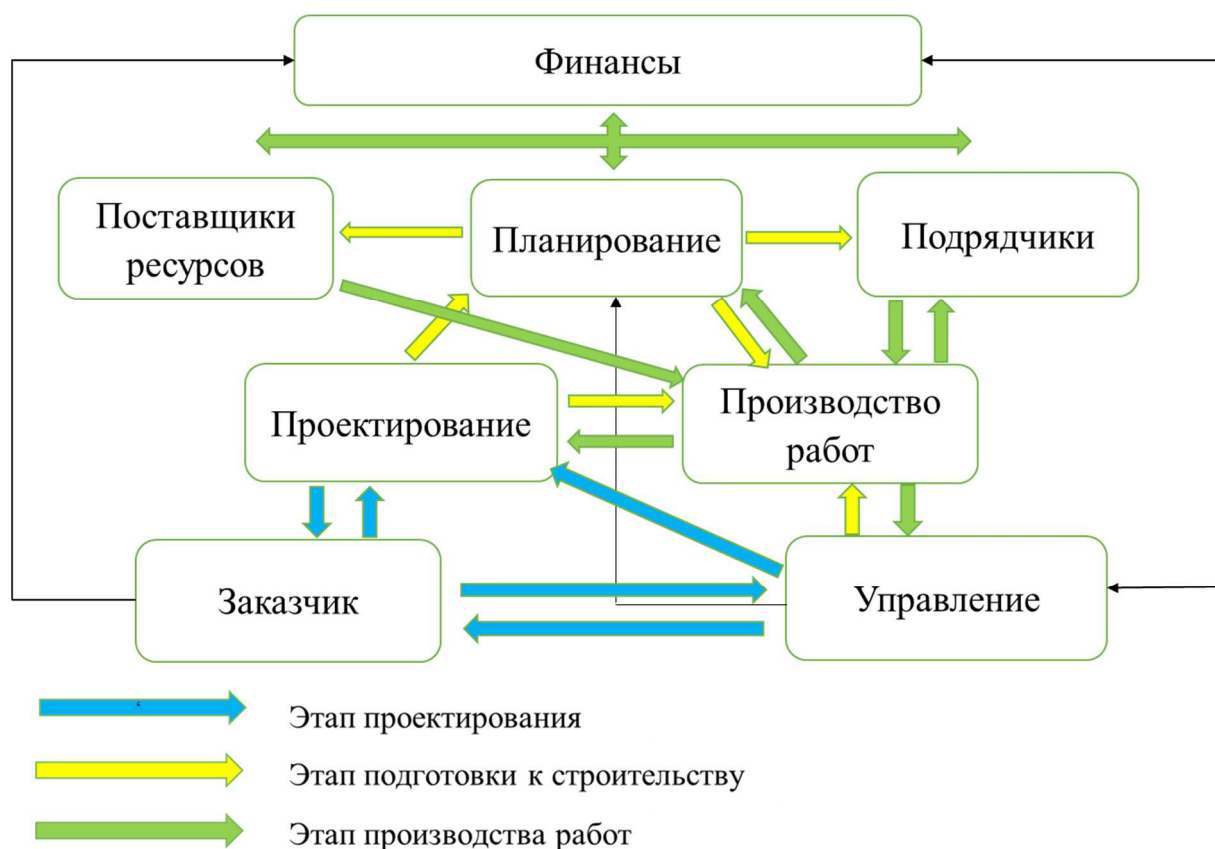 Финансы
Поставщики
ресурсов
Планирование
Подрядчики
Проектирование
Производство
работ
Заказчик
Управление
Этап проектирования
Этап подготовки к строительству
Этап производства работ